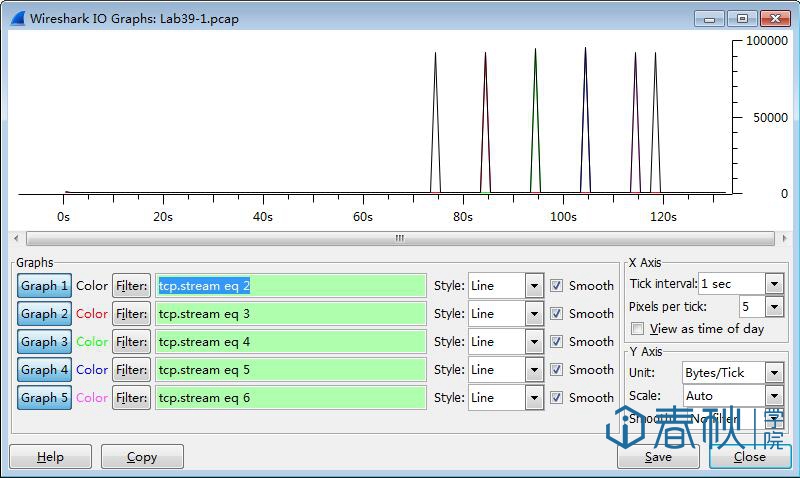 Wireshark IO Graphs: Lab39-1.pcap
100000
50000
0
0s 20s 40s 60s 80s 100s 120s
Graphs
Graph 1 Color Filter: tcp.stream eq 2 Style: Line Smooth
Graph 2 Color Filter: tcp.stream eq 3 Style: Line Smooth
Graph 3 Color Filter: tcp.stream eq 4 Style: Line Smooth
Graph 4 Color Filter: tcp.stream eq 5 Style: Line Smooth
Graph 5 Color Filter: tcp.stream eq 6 Style: Line Smooth
X Axis
Tick interval: 1 sec
Pixels per tick: 5
View as time of day
Y Axis
Unit: Bytes/Tick
Scale: Auto
Smooth: No filter
春秋学院
Help Copy Save Close